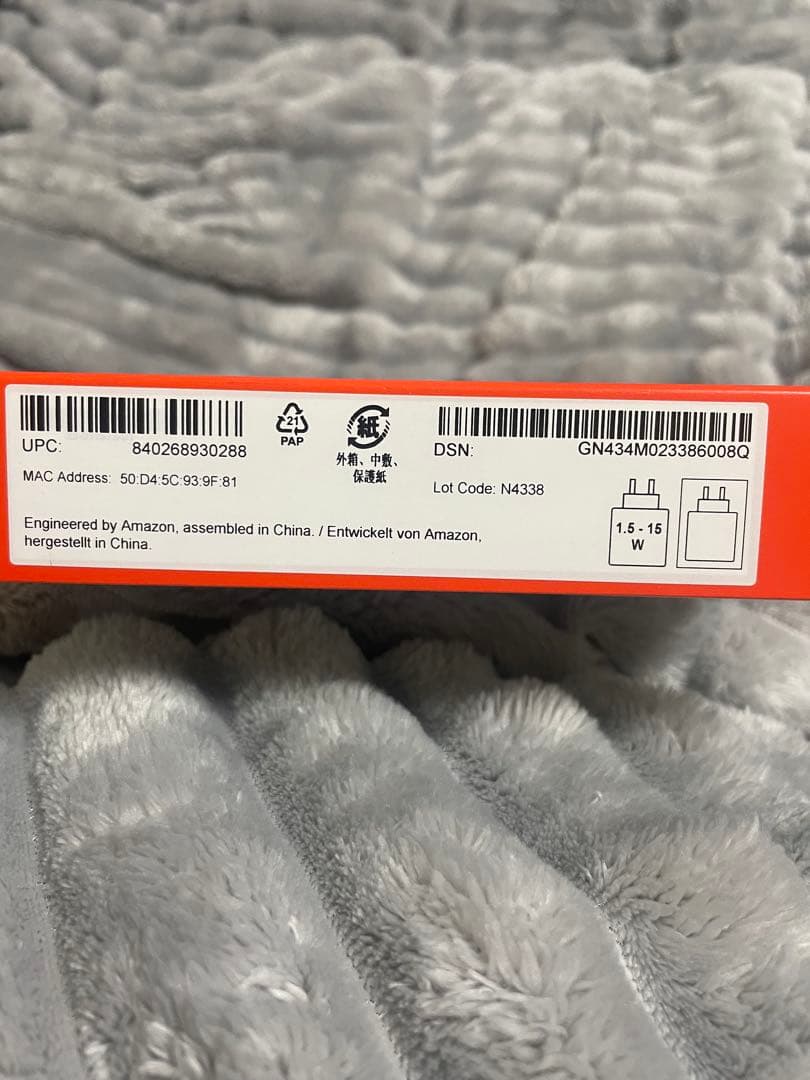 UPC: 840268930288
MAC Address: 50:D4:5C:93:9F:81
21
PAP
紙
外箱、中敷、
保護紙
DSN: GN434M023386008Q
Lot Code: N4338
Engineered by Amazon, assembled in China. / Entwickelt von Amazon,
hergestellt in China.
1.5 - 15
W